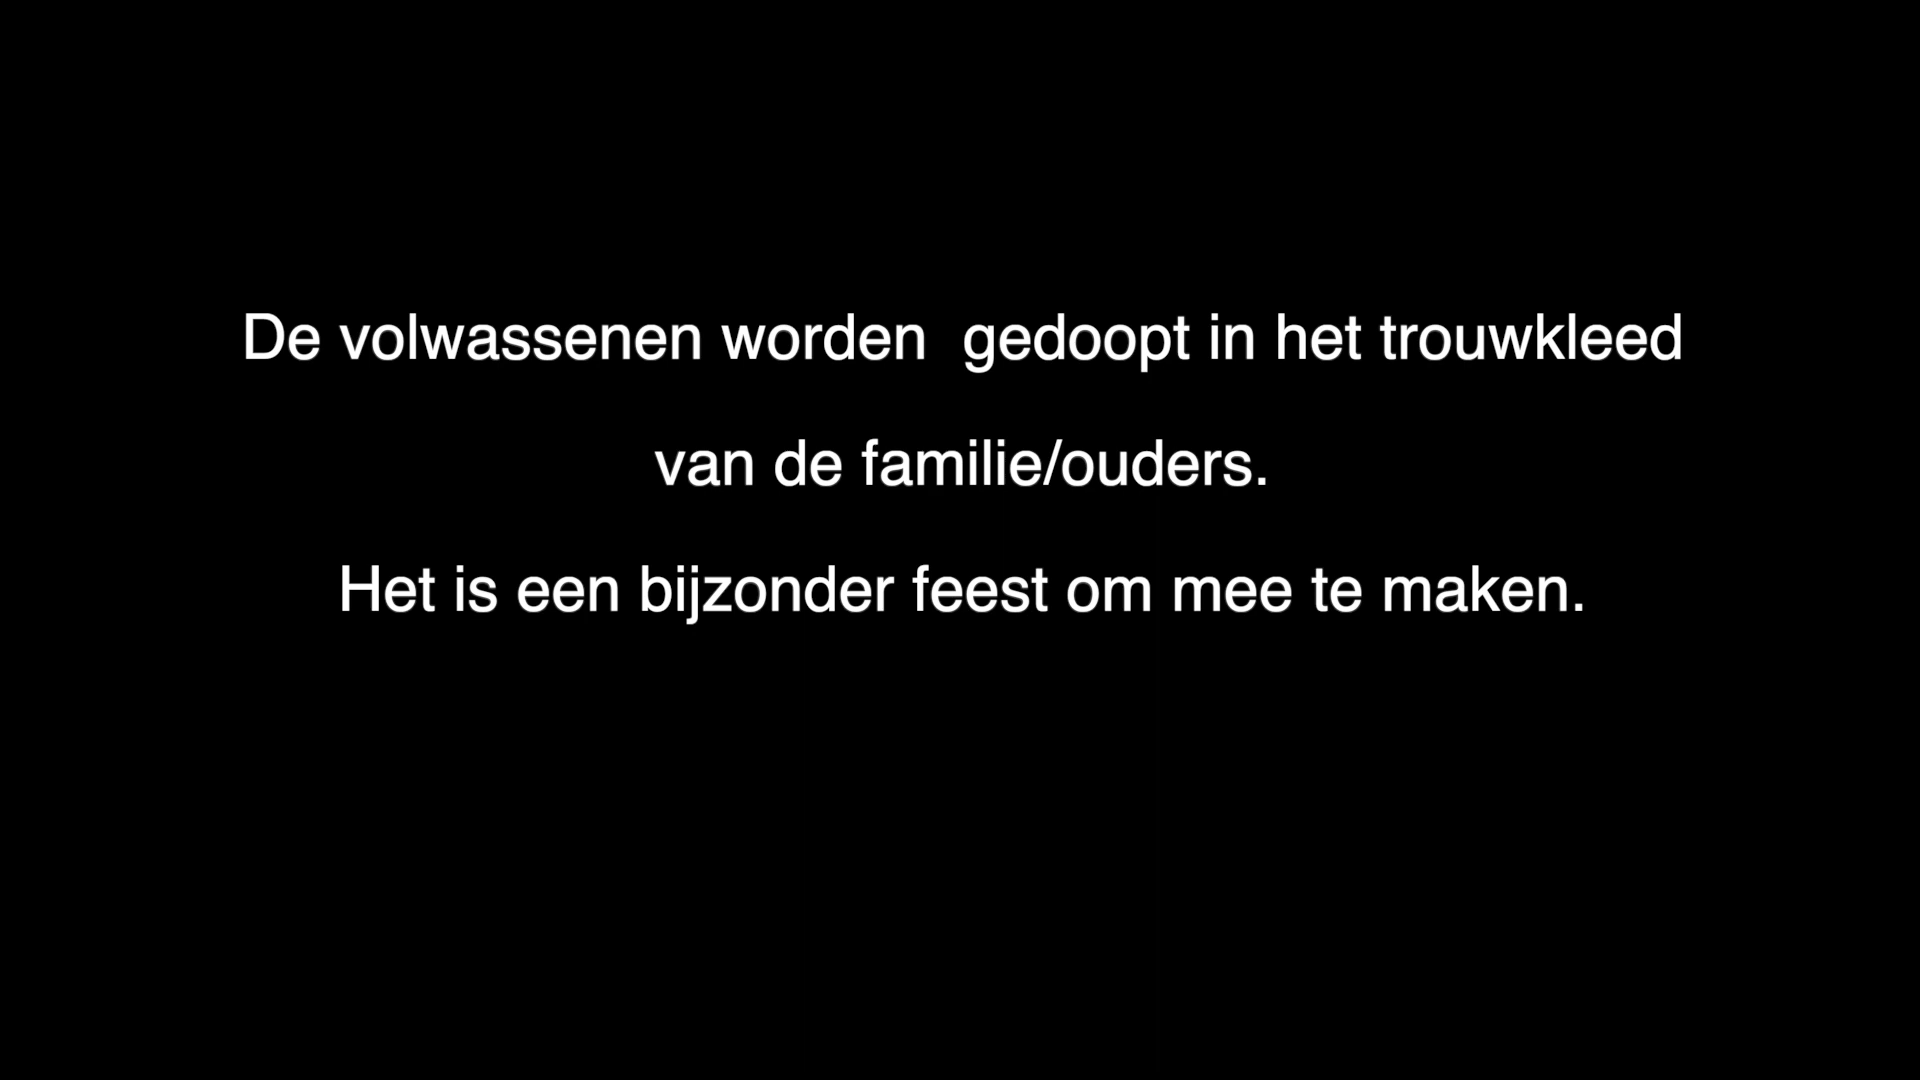 De volwassenen worden  gedoopt in het trouwkleed
van de familie/ouders.
Het is een bijzonder feest om mee te maken.